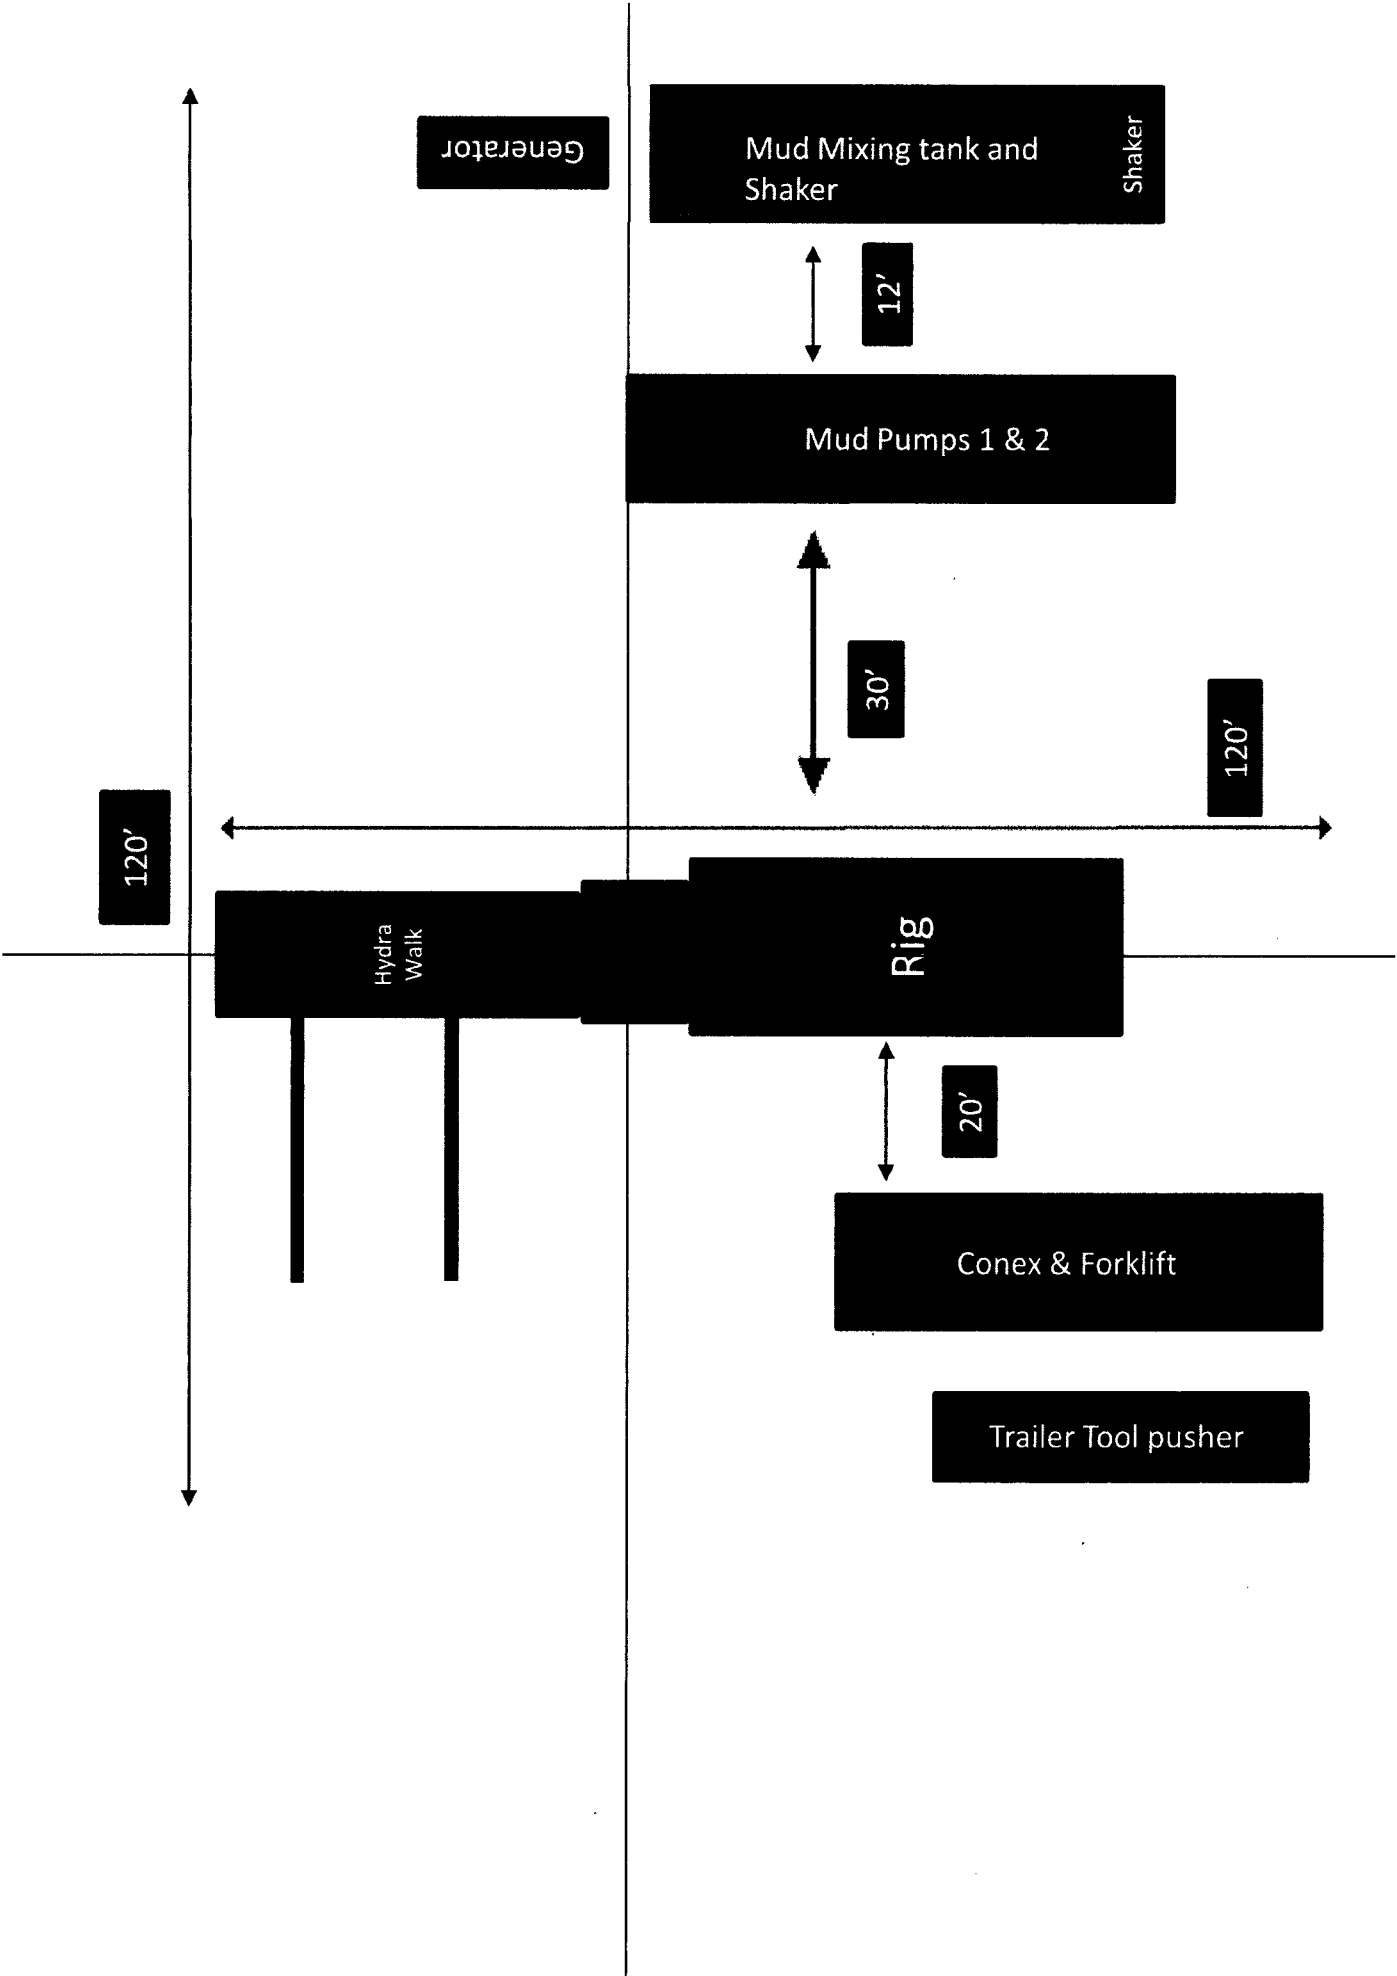 Generator
Mud Mixing tank and
Shaker
Shaker
12'
Mud Pumps 1 & 2
30'
120'
120'
Hydra
Walk
Rig
20'
Conex & Forklift
Trailer Tool pusher